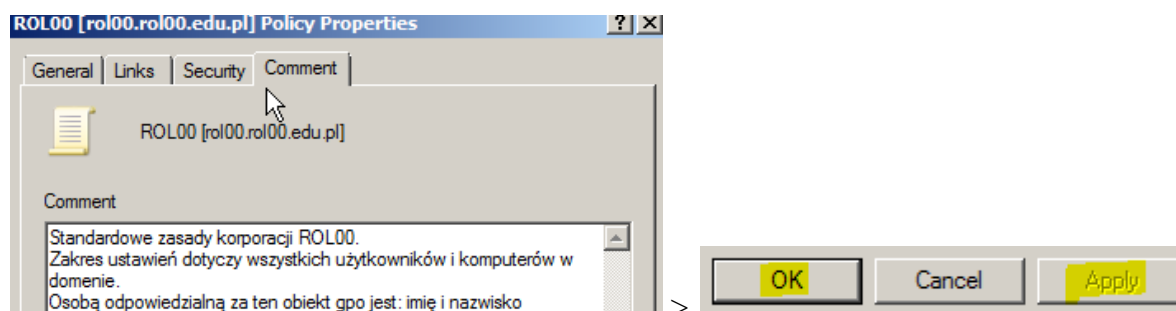 ROL00 [rol00.rol00.edu.pl] Policy Properties
General Links Security Comment
ROL00 [rol00.rol00.edu.pl]
Comment
Standardowe zasady korporacji ROL00.
Zakres ustawień dotyczy wszystkich użytkowników i komputerów w
domenie.
Osobą odpowiedzialną za ten obiekt gpo jest: imię i nazwisko
>
OK Cancel Apply